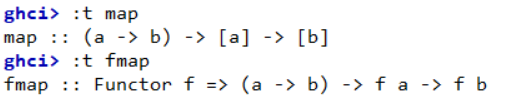 ghci> :t map
map :: (a -> b) -> [a] -> [b]
ghci> :t fmap
fmap :: Functor f => (a -> b) -> f a -> f b